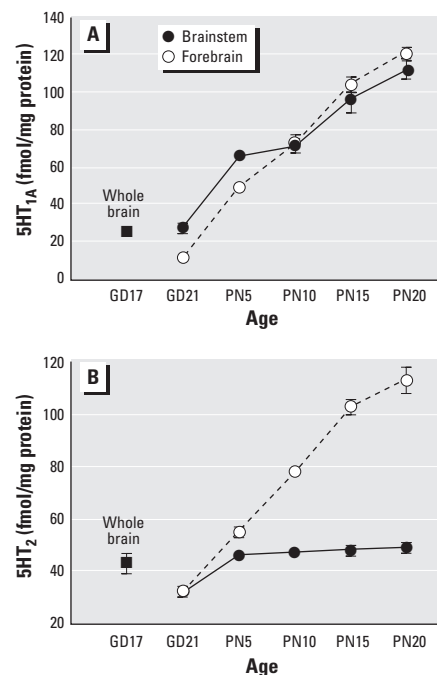 A
Brainstem
Forebrain
5HT1A (fmol/mg protein)
140
120
100
80
60
40
20
0
Whole
brain
GD17 GD21 PN5 PN10 PN15 PN20
Age
B
5HT2 (fmol/mg protein)
120
100
80
60
40
20
Whole
brain
GD17 GD21 PN5 PN10 PN15 PN20
Age